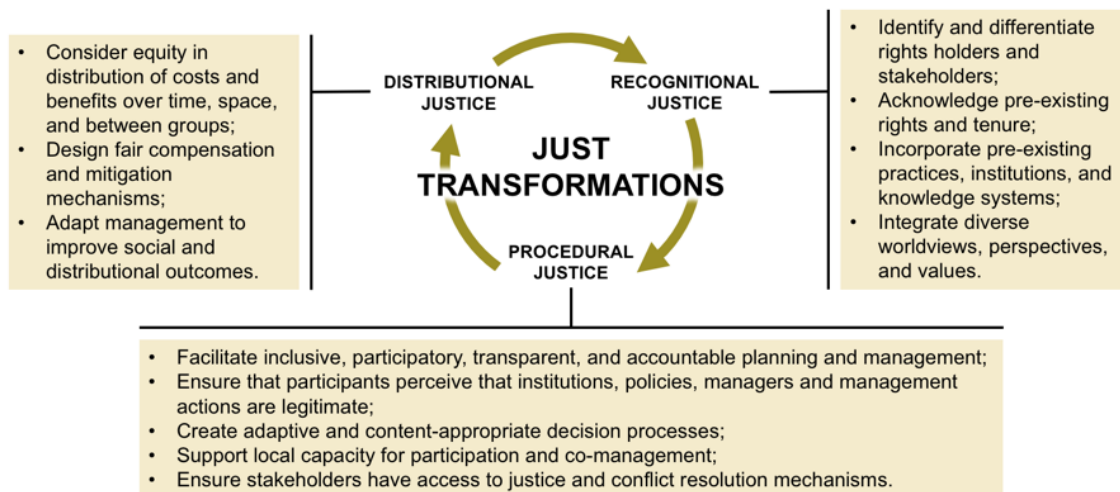 • Consider equity in
distribution of costs and
benefits over time, space,
and between groups;
• Design fair compensation
and mitigation
mechanisms;
• Adapt management to
improve social and
distributional outcomes.
DISTRIBUTIONAL
JUSTICE
RECOGNITIONAL
JUSTICE
JUST
TRANSFORMATIONS
PROCEDURAL
JUSTICE
• Identify and differentiate
rights holders and
stakeholders;
• Acknowledge pre-existing
rights and tenure;
• Incorporate pre-existing
practices, institutions, and
knowledge systems;
• Integrate diverse
worldviews, perspectives,
and values.
• Facilitate inclusive, participatory, transparent, and accountable planning and management;
• Ensure that participants perceive that institutions, policies, managers and management
actions are legitimate;
• Create adaptive and content-appropriate decision processes;
• Support local capacity for participation and co-management;
• Ensure stakeholders have access to justice and conflict resolution mechanisms.